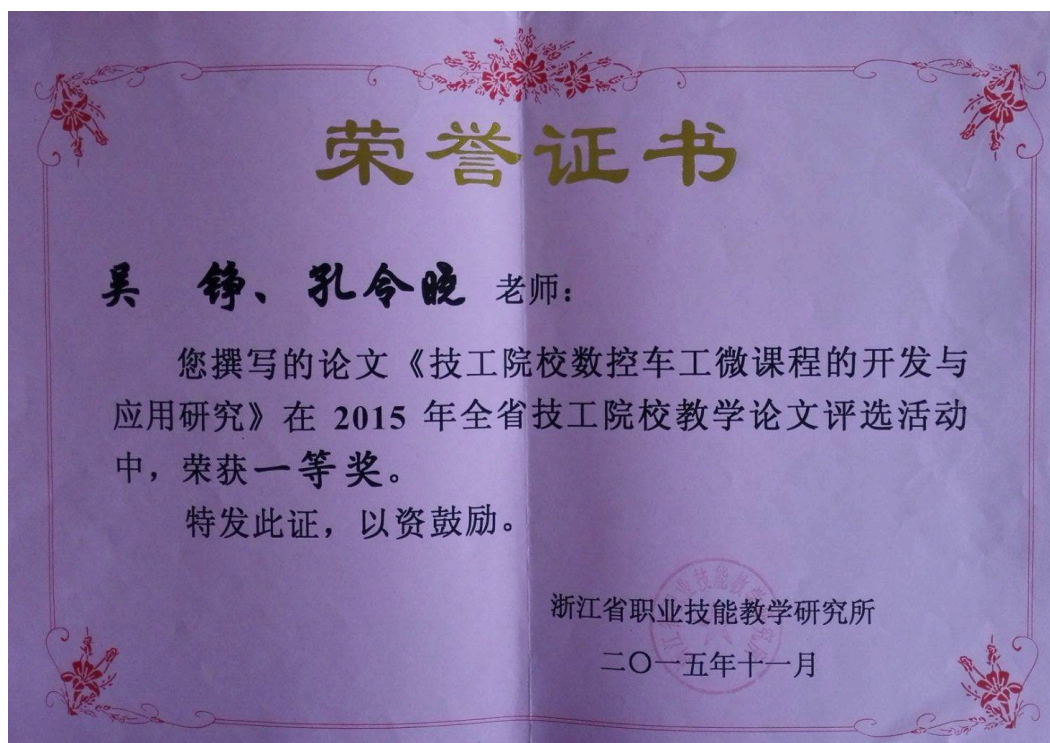 荣誉证书
吴 铮、孔令晓 老师：
您撰写的论文《技工院校数控车工微课程的开发与
应用研究》在 2015 年全省技工院校教学论文评选活动
中，荣获一等奖。
特发此证，以资鼓励。
浙江省职业技能教学研究所
二〇一五年十一月